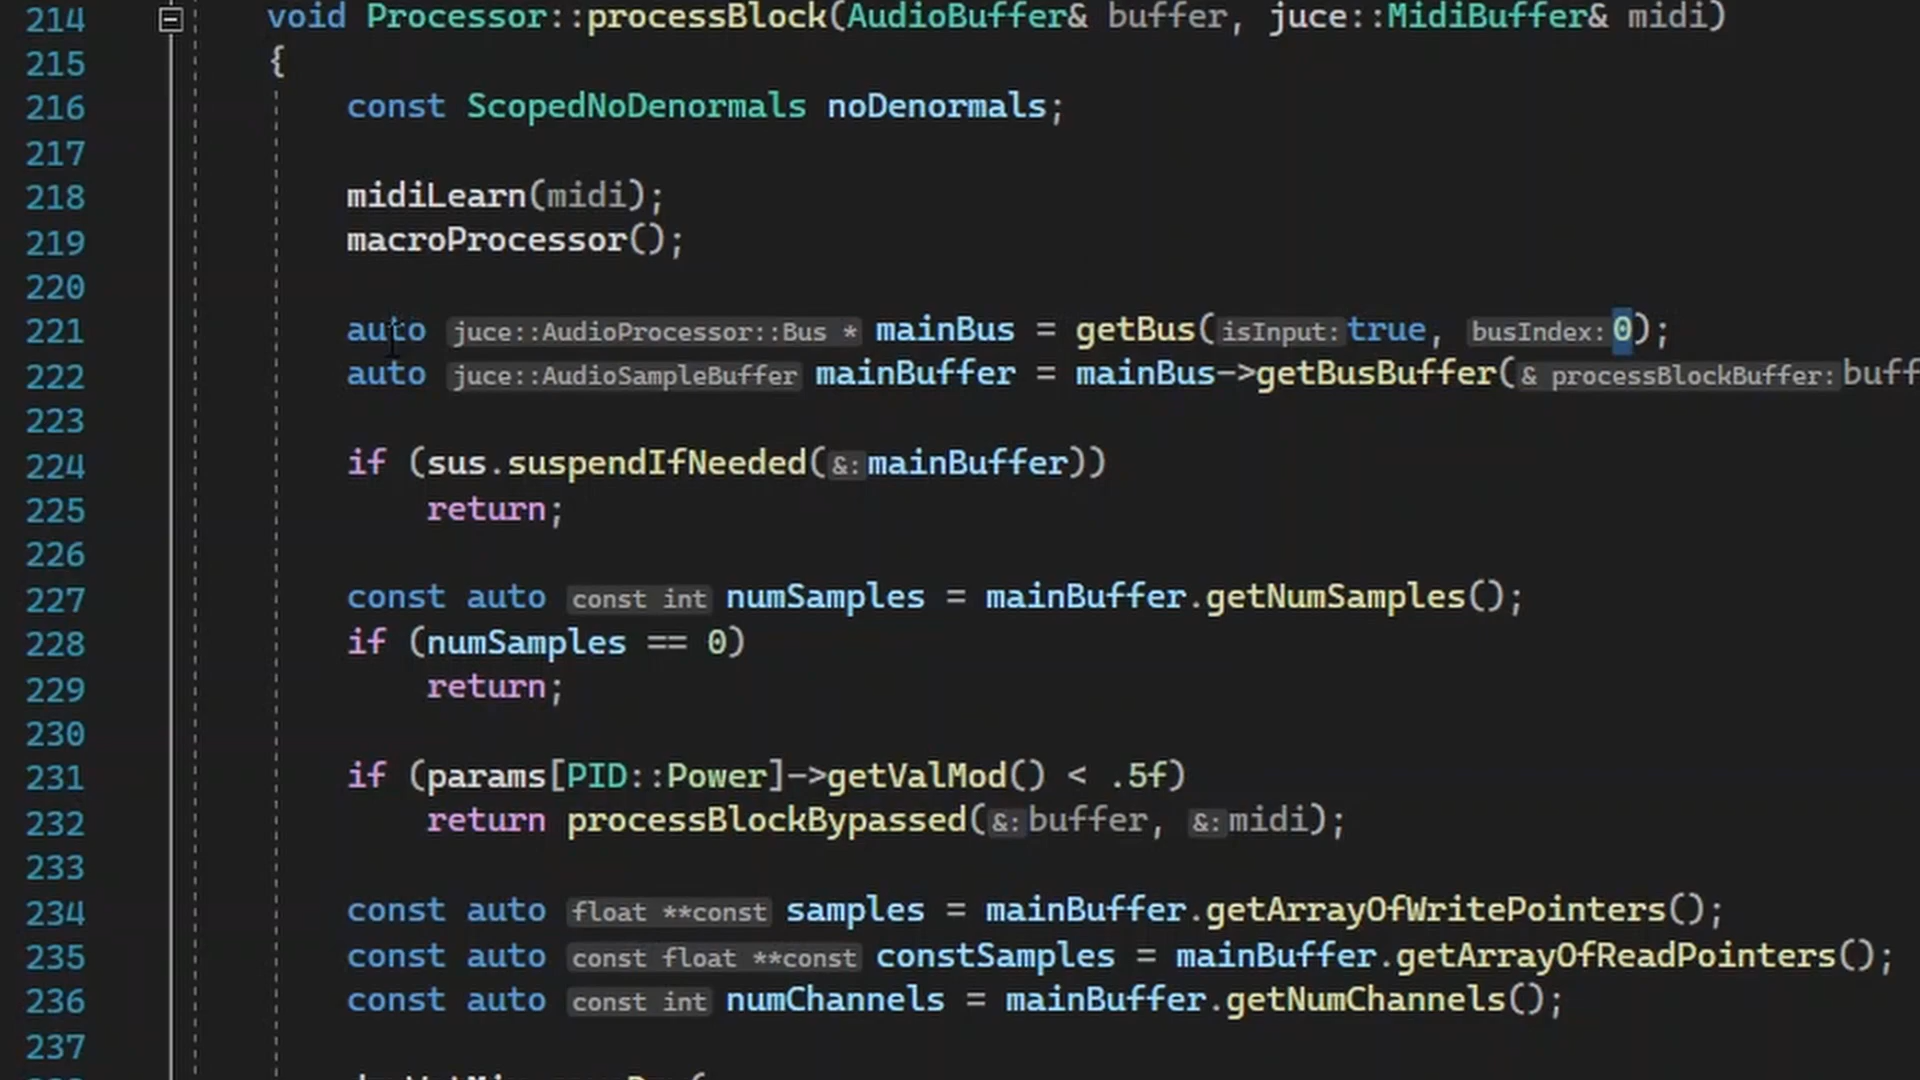 214 void Processor::processBlock(AudioBuffer& buffer, juce::MidiBuffer& midi)
215 {
216 const ScopedNoDenormals noDenormals;
217
218 midiLearn(midi);
219 macroProcessor();
220
221 auto juce::AudioProcessor::Bus * mainBus = getBus(isInput:true, busIndex:0);
222 auto juce::AudioSampleBuffer mainBuffer = mainBus->getBusBuffer(& processBlockBuffer:buff
223
224 if (sus.suspendIfNeeded(&:mainBuffer))
225 return;
226
227 const auto const int numSamples = mainBuffer.getNumSamples();
228 if (numSamples == 0)
229 return;
230
231 if (params[PID::Power]->getValMod() < .5f)
232 return processBlockBypassed(&:buffer, &:midi);
233
234 const auto float **const samples = mainBuffer.getArrayOfWritePointers();
235 const auto const float **const constSamples = mainBuffer.getArrayOfReadPointers();
236 const auto const int numChannels = mainBuffer.getNumChannels();
237